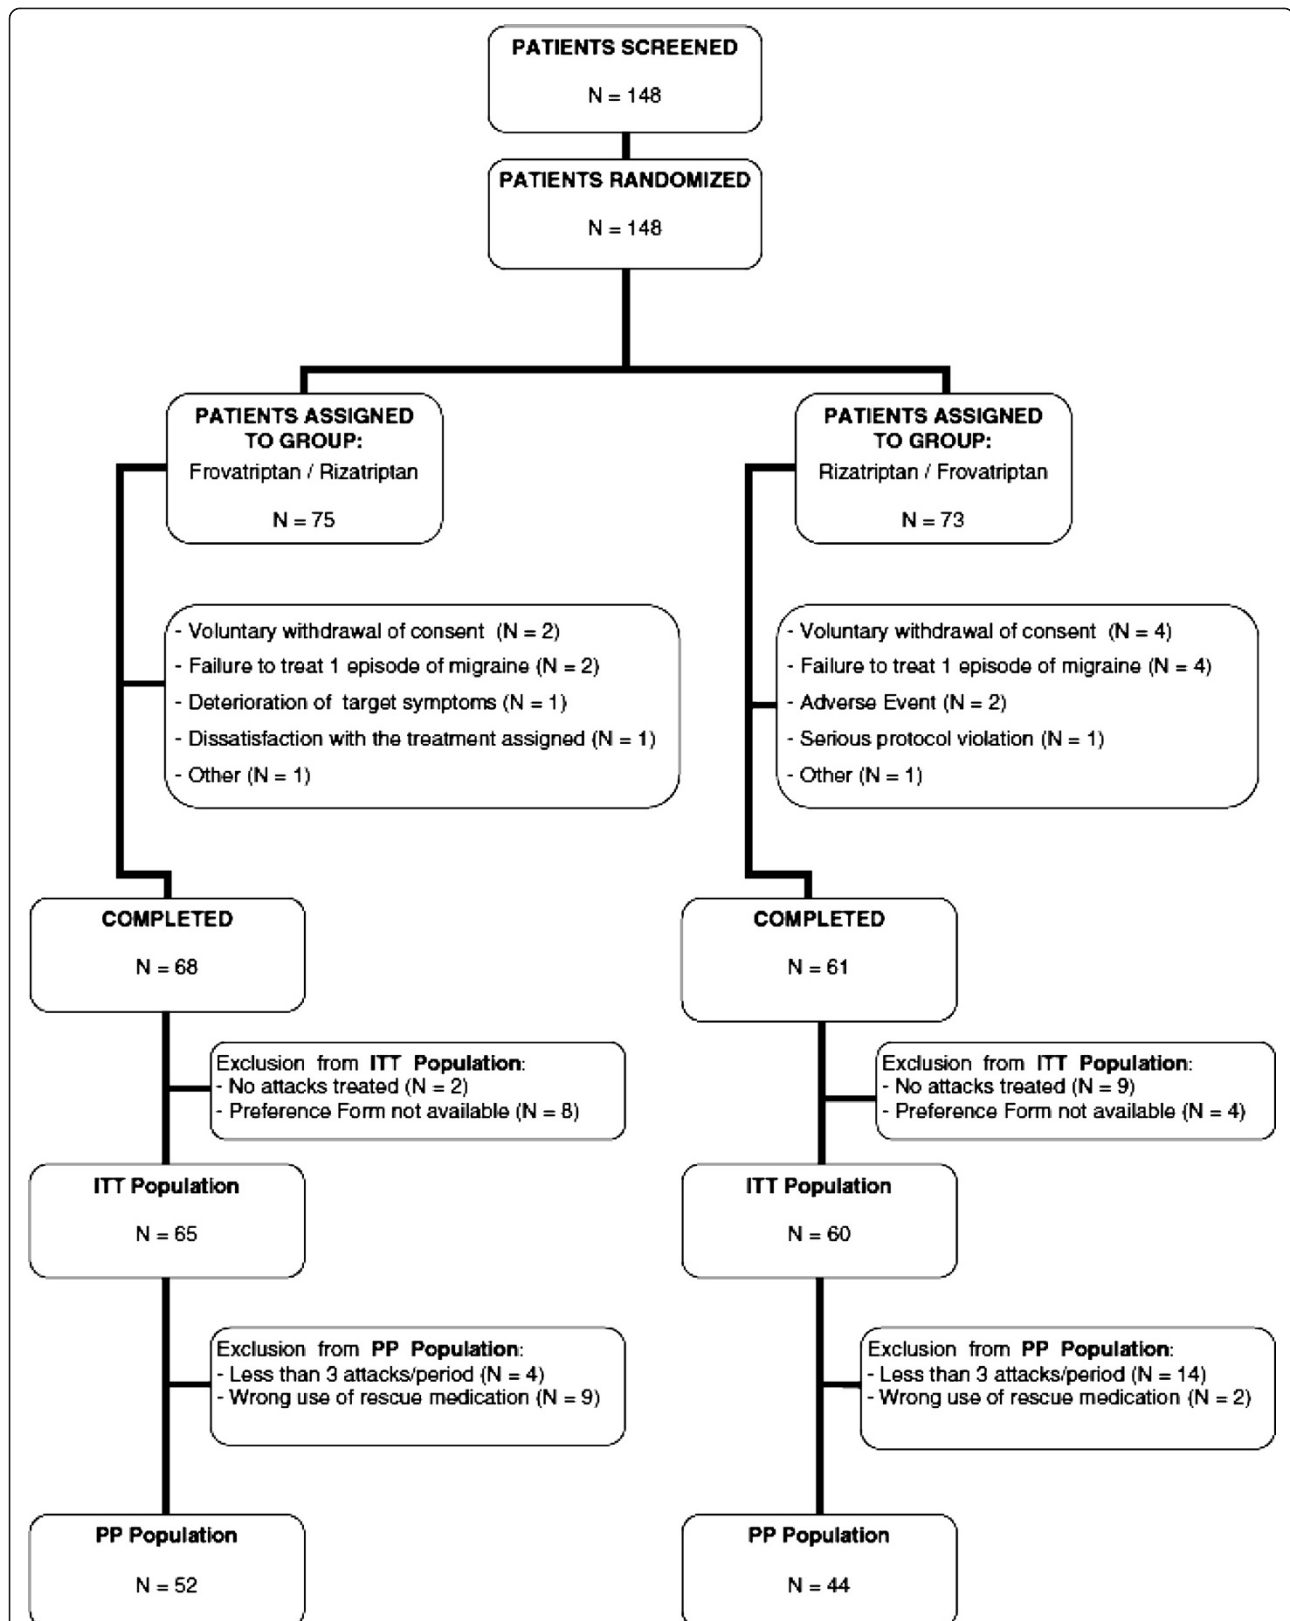 PATIENTS SCREENED
N = 148
PATIENTS RANDOMIZED
N = 148
PATIENTS ASSIGNED
TO GROUP:
Frovatriptan / Rizatriptan
N = 75
PATIENTS ASSIGNED
TO GROUP:
Rizatriptan / Frovatriptan
N = 73
- Voluntary withdrawal of consent (N = 2)
- Failure to treat 1 episode of migraine (N = 2)
- Deterioration of target symptoms (N = 1)
- Dissatisfaction with the treatment assigned (N = 1)
- Other (N = 1)
- Voluntary withdrawal of consent (N = 4)
- Failure to treat 1 episode of migraine (N = 4)
- Adverse Event (N = 2)
- Serious protocol violation (N = 1)
- Other (N = 1)
COMPLETED
N = 68
COMPLETED
N = 61
Exclusion from ITT Population:
- No attacks treated (N = 2)
- Preference Form not available (N = 8)
Exclusion from ITT Population:
- No attacks treated (N = 9)
- Preference Form not available (N = 4)
ITT Population
N = 65
ITT Population
N = 60
Exclusion from PP Population:
- Less than 3 attacks/period (N = 4)
- Wrong use of rescue medication (N = 9)
Exclusion from PP Population:
- Less than 3 attacks/period (N = 14)
- Wrong use of rescue medication (N = 2)
PP Population
N = 52
PP Population
N = 44